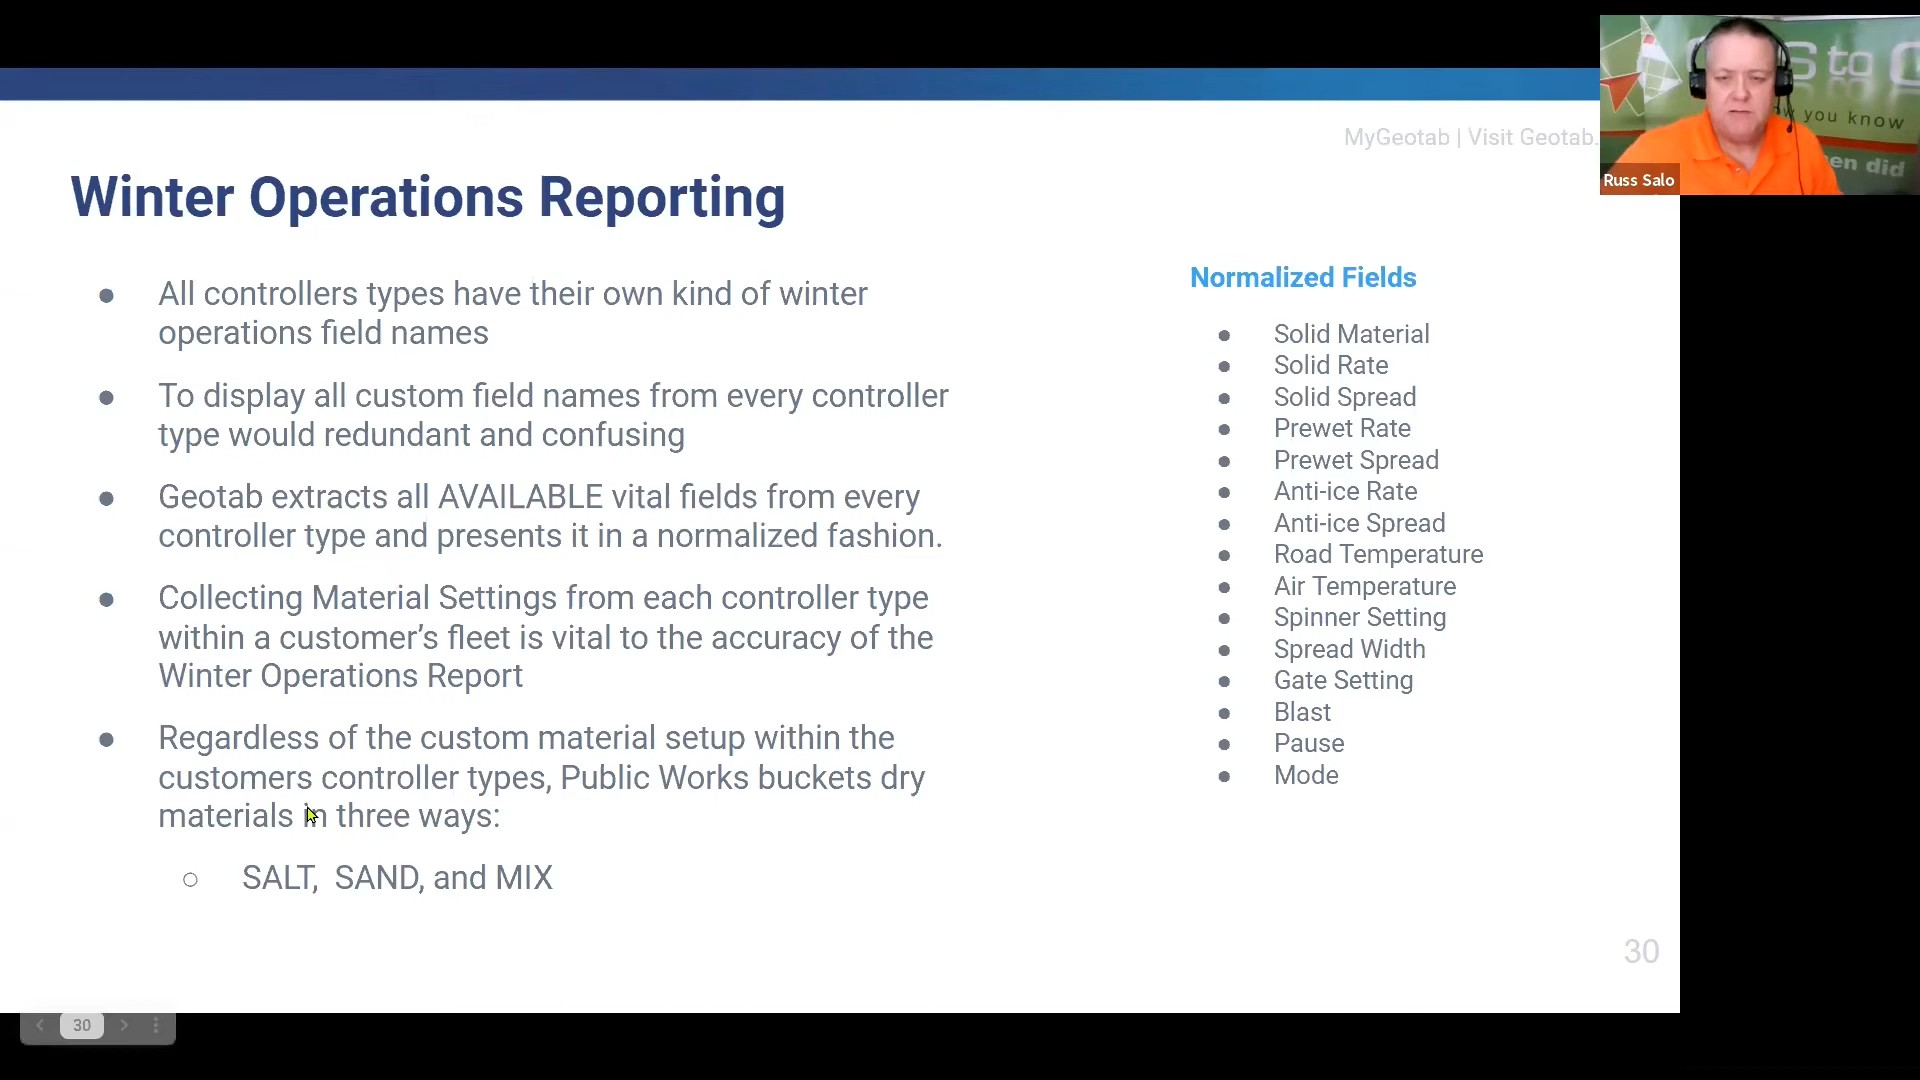 MyGeotab | Visit Geotab.
Winter Operations Reporting
● All controllers types have their own kind of winter
operations field names
● To display all custom field names from every controller
type would redundant and confusing
● Geotab extracts all AVAILABLE vital fields from every
controller type and presents it in a normalized fashion.
● Collecting Material Settings from each controller type
within a customer’s fleet is vital to the accuracy of the
Winter Operations Report
● Regardless of the custom material setup within the
customers controller types, Public Works buckets dry
materials in three ways:
○ SALT, SAND, and MIX
Normalized Fields
● Solid Material
● Solid Rate
● Solid Spread
● Prewet Rate
● Prewet Spread
● Anti-ice Rate
● Anti-ice Spread
● Road Temperature
● Air Temperature
● Spinner Setting
● Spread Width
● Gate Setting
● Blast
● Pause
● Mode
30
30
S to
you know
did
Russ Salo